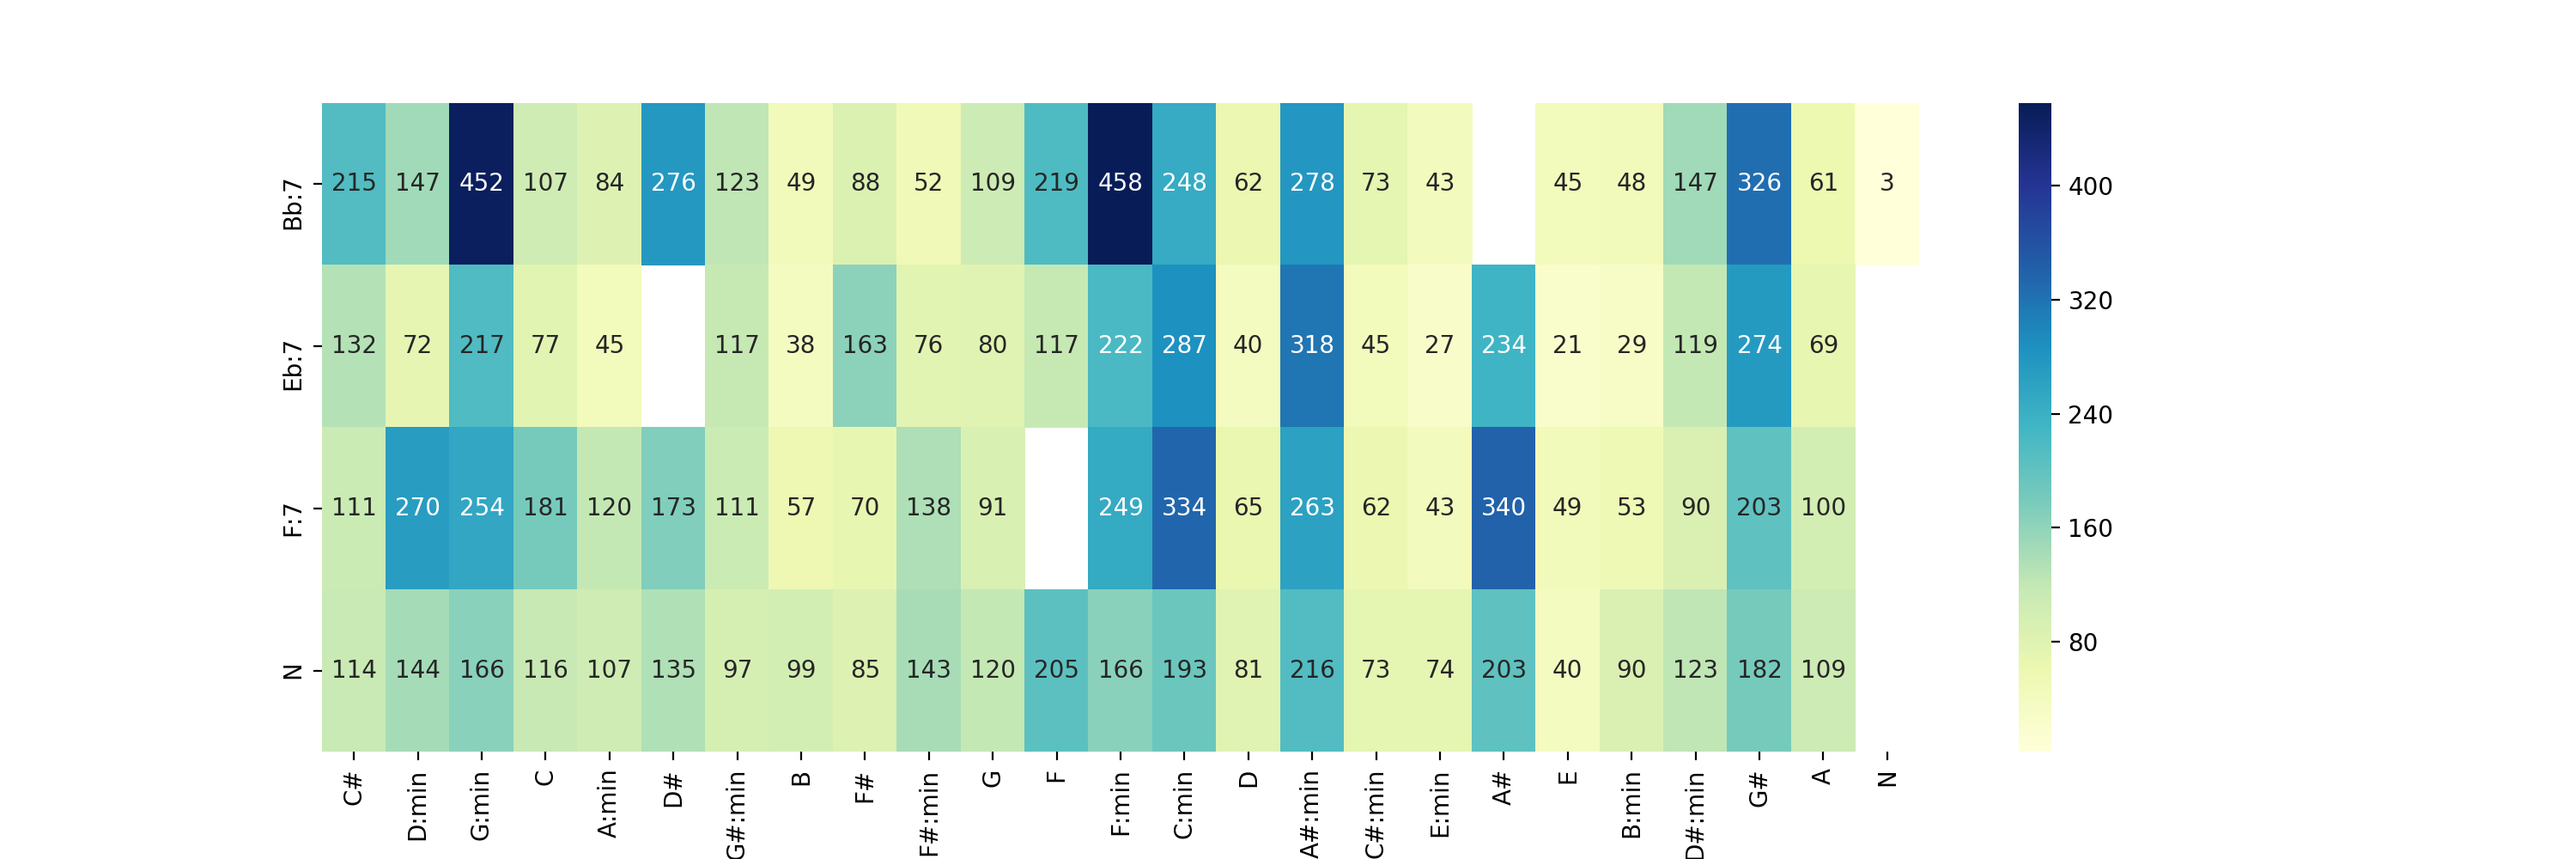 Bb:7 215 147 452 107 84 276 123 49 88 52 109 219 458 248 62 278 73 43 45 48 147 326 61 3
Eb:7 132 72 217 77 45 117 38 163 76 80 117 222 287 40 318 45 27 234 21 29 119 274 69
F:7 111 270 254 181 120 173 111 57 70 138 91 249 334 65 263 62 43 340 49 53 90 203 100
N 114 144 166 116 107 135 97 99 85 143 120 205 166 193 81 216 73 74 203 40 90 123 182 109
C# D:min G:min C A:min D# G#:min B F# F#:min G F F:min C:min D A#:min C#:min E:min A# E B:min D#:min G# A N
400
320
240
160
80